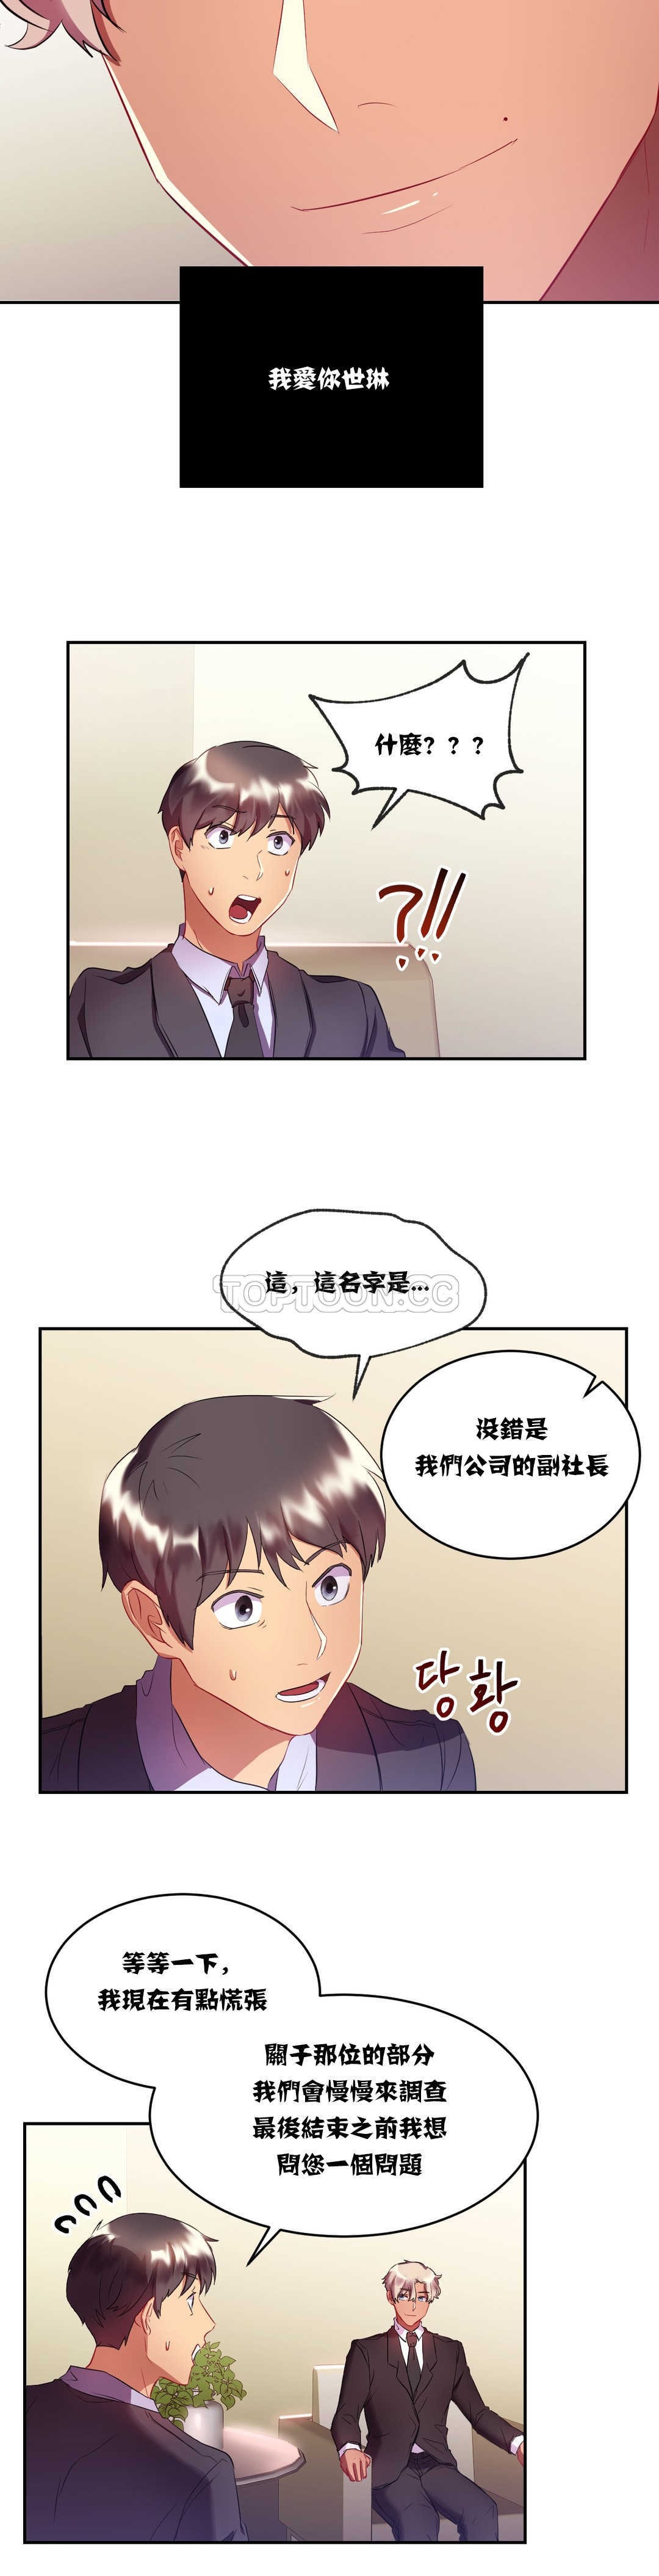 我愛你世琳
什麼？？？
?!!
這，這名字是...
TOPTOON.CC
没錯是
我們公司的副社長
당황
等等一下，
我現在有點慌張
關于那位的部分
我們會慢慢來調查
最後結束之前我想
問您一個問題